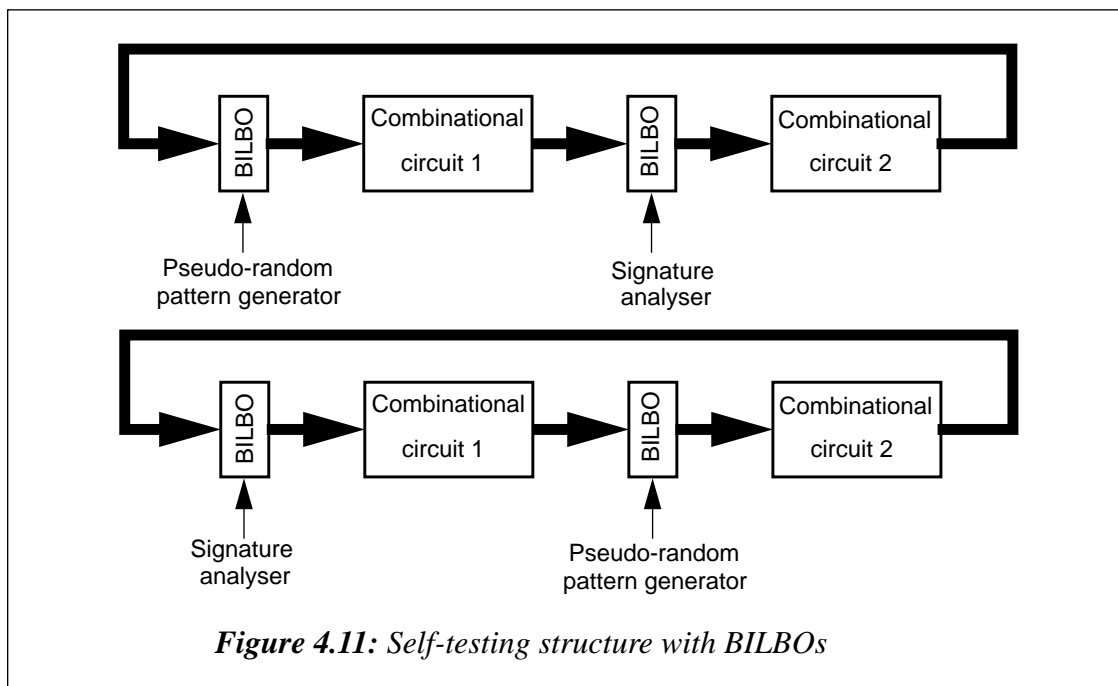 BILBO
Combinational
circuit 1
BILBO
Combinational
circuit 2
Pseudo-random
pattern generator
Signature
analyser
BILBO
Combinational
circuit 1
BILBO
Combinational
circuit 2
Signature
analyser
Pseudo-random
pattern generator
Figure 4.11: Self-testing structure with BILBOs